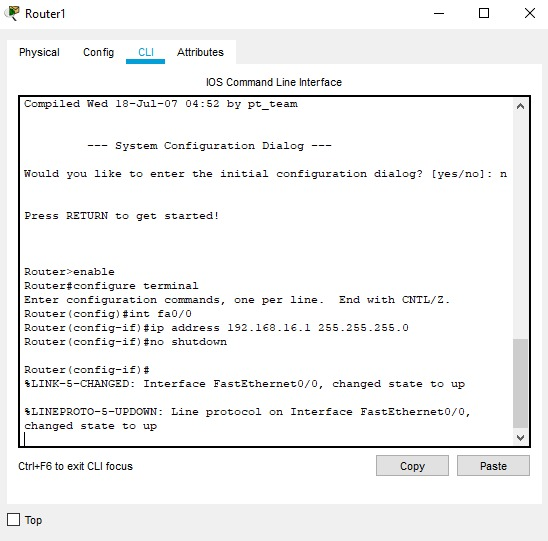 Router1
Physical Config CLI Attributes
IOS Command Line Interface
Compiled Wed 18-Jul-07 04:52 by pt_team
--- System Configuration Dialog ---
Would you like to enter the initial configuration dialog? [yes/no]: n
Press RETURN to get started!
Router>enable
Router#configure terminal
Enter configuration commands, one per line.  End with CNTL/Z.
Router(config)#int fa0/0
Router(config-if)#ip address 192.168.16.1 255.255.255.0
Router(config-if)#no shutdown
Router(config-if)#
%LINK-5-CHANGED: Interface FastEthernet0/0, changed state to up
%LINEPROTO-5-UPDOWN: Line protocol on Interface FastEthernet0/0,
changed state to up
Ctrl+F6 to exit CLI focus
Copy Paste
Top